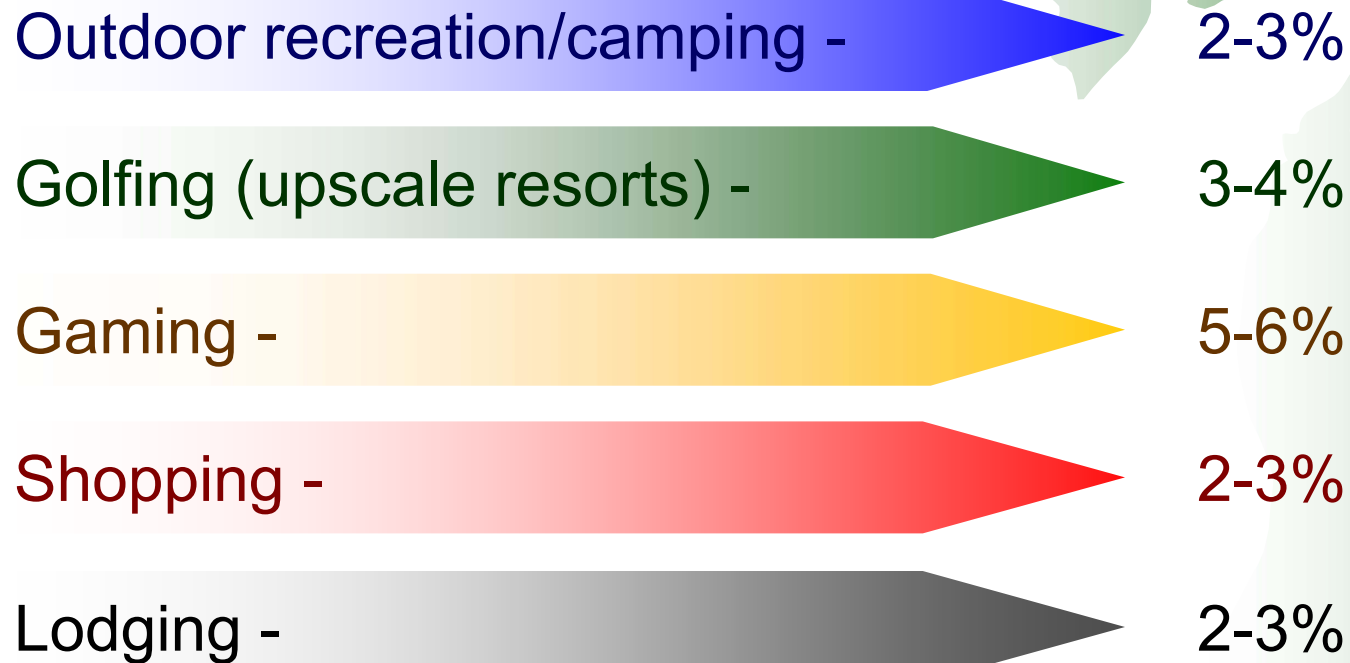 Outdoor recreation/camping - 2-3%
Golfing (upscale resorts) - 3-4%
Gaming - 5-6%
Shopping - 2-3%
Lodging - 2-3%